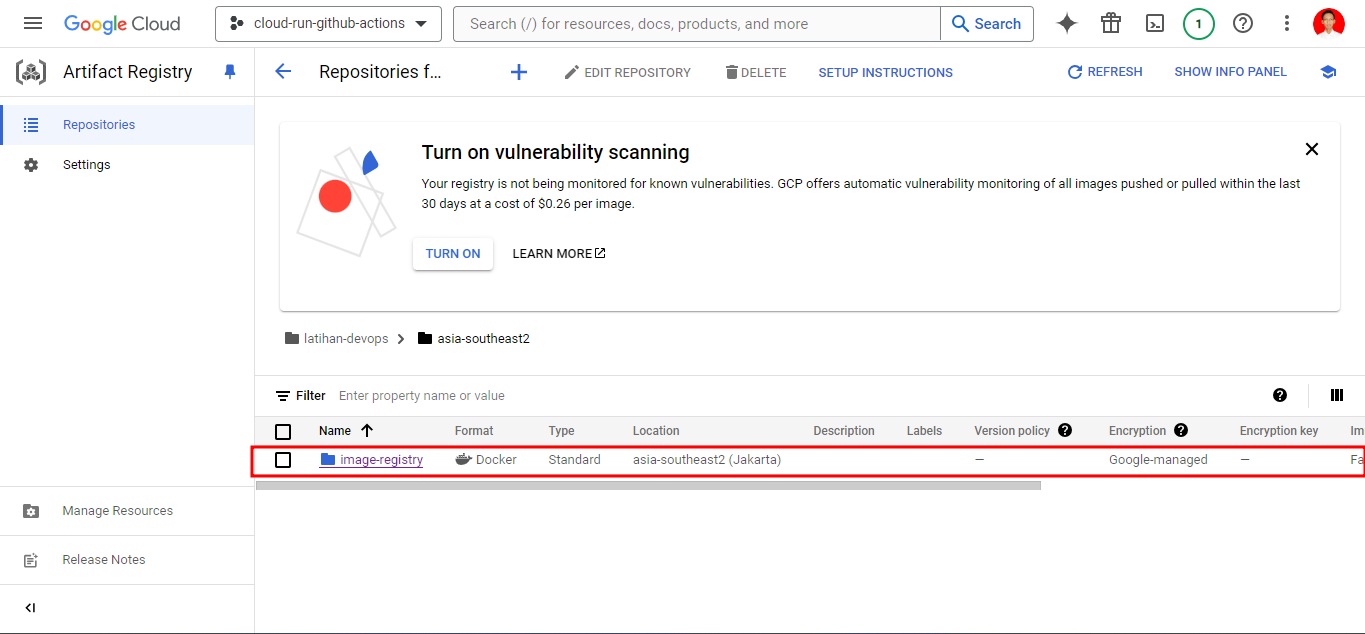 Google Cloud
cloud-run-github-actions
Search (/) for resources, docs, products, and more
Search
1
Artifact Registry
Repositories f...
EDIT REPOSITORY
DELETE
SETUP INSTRUCTIONS
REFRESH
SHOW INFO PANEL
Repositories
Settings
Turn on vulnerability scanning
Your registry is not being monitored for known vulnerabilities. GCP offers automatic vulnerability monitoring of all images pushed or pulled within the last
30 days at a cost of $0.26 per image.
TURN ON
LEARN MORE
latihan-devops
asia-southeast2
Filter Enter property name or value
Name Format Type Location Description Labels Version policy Encryption Encryption key Im
image-registry Docker Standard asia-southeast2 (Jakarta) — Google-managed — Fa
Manage Resources
Release Notes